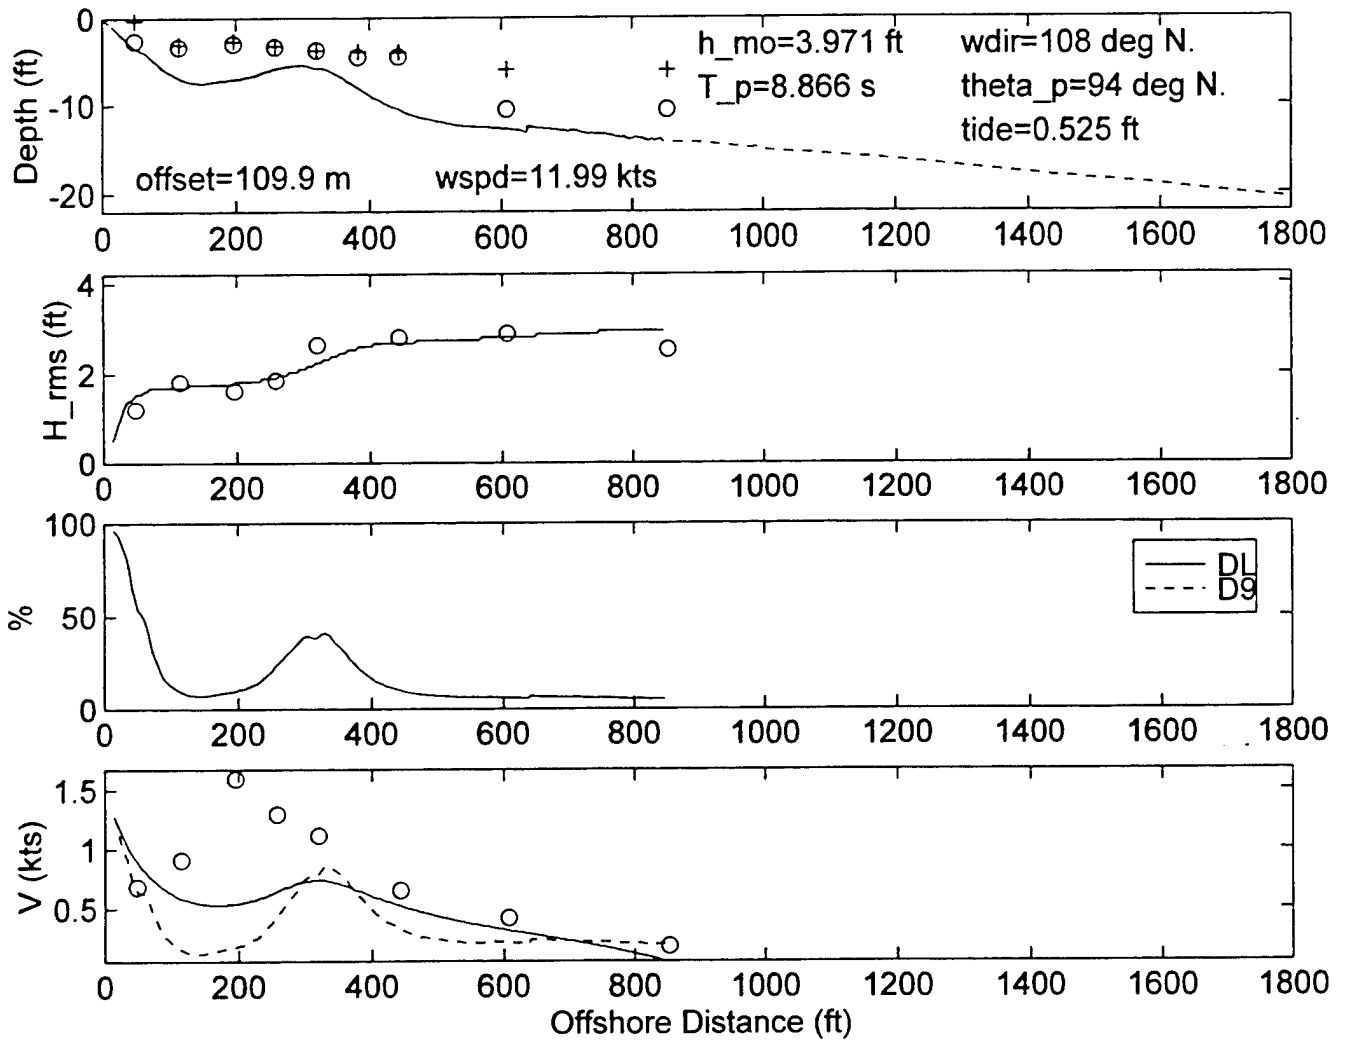 0
-10
-20
Depth (ft)
h_mo=3.971 ft
wdir=108 deg N.
T_p=8.866 s
theta_p=94 deg N.
tide=0.525 ft
offset=109.9 m
wspd=11.99 kts
0 200 400 600 800 1000 1200 1400 1600 1800
4
2
0
H_rms (ft)
0 200 400 600 800 1000 1200 1400 1600 1800
100
50
0
%
DL
D9
0 200 400 600 800 1000 1200 1400 1600 1800
1.5
1
0.5
V (kts)
0 200 400 600 800 1000 1200 1400 1600 1800
Offshore Distance (ft)